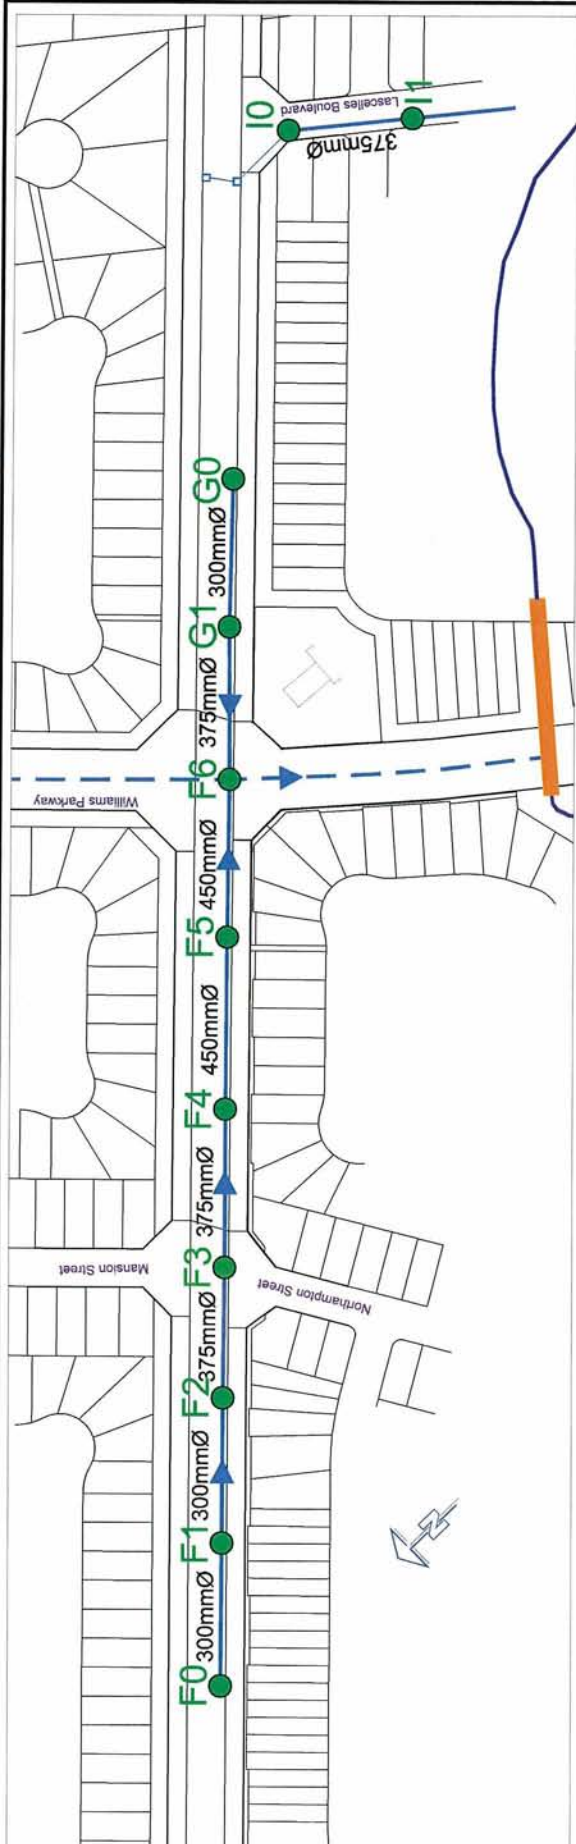 Lascelles Boulevard
I0
I1
375mmØ
G0
300mmØ
G1
375mmØ
Williams Parkway
F6
450mmØ
F5
450mmØ
F4
375mmØ
Mansion Street
F3
Northampton Street
375mmØ
F2
300mmØ
N
F1
300mmØ
F0